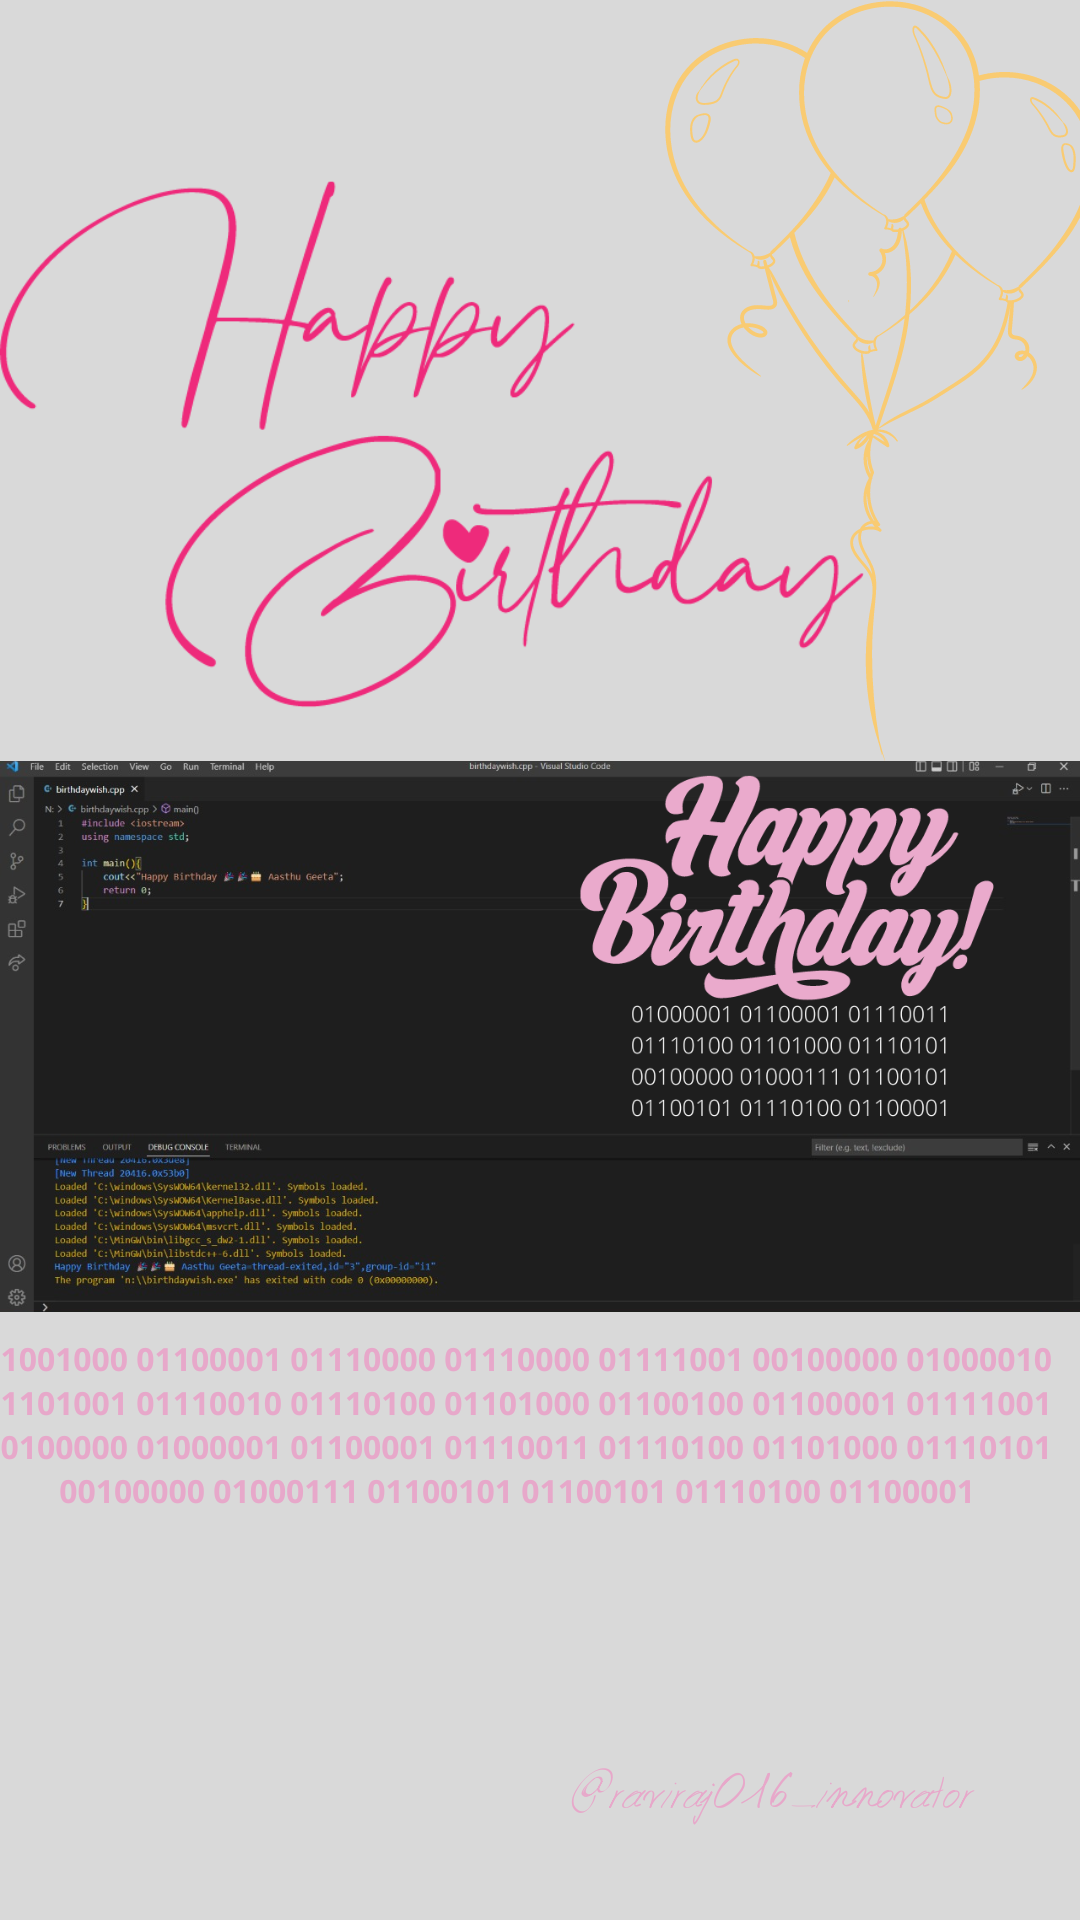 Happy
Birthday
File Edit Selection View Go Run Terminal Help
birthdaywish.cpp - Visual Studio Code
birthdaywish.cpp
N: > birthdaywish.cpp > main()
1 #include <iostream>
2 using namespace std;
3
4 int main(){
5 cout<<"Happy Birthday 🎉🎉🎂 Aasthu Geeta";
6 return 0;
7 }
Happy
Birthday!
01000001 01100001 01110011
01110100 01101000 01110101
00100000 01000111 01100101
01100101 01110100 01100001
PROBLEMS OUTPUT DEBUG CONSOLE TERMINAL
Filter (e.g. text, !exclude)
[New Thread 20416.0x3de8]
[New Thread 20416.0x53b0]
Loaded 'C:\windows\SysWOW64\kernel32.dll'. Symbols loaded.
Loaded 'C:\windows\SysWOW64\KernelBase.dll'. Symbols loaded.
Loaded 'C:\windows\SysWOW64\apphelp.dll'. Symbols loaded.
Loaded 'C:\windows\SysWOW64\msvcrt.dll'. Symbols loaded.
Loaded 'C:\MinGW\bin\libgcc_s_dw2-1.dll'. Symbols loaded.
Loaded 'C:\MinGW\bin\libstdc++-6.dll'. Symbols loaded.
Happy Birthday 🎉🎉🎂 Aasthu Geeta=thread-exited,id="3",group-id="i1"
The program 'n:\\birthdaywish.exe' has exited with code 0 (0x00000000).
1001000 01100001 01110000 01110000 01111001 00100000 01000010
1101001 01110010 01110100 01101000 01100100 01100001 01111001
0100000 01000001 01100001 01110011 01110100 01101000 01110101
00100000 01000111 01100101 01100101 01110100 01100001
@raviraj016_innovator